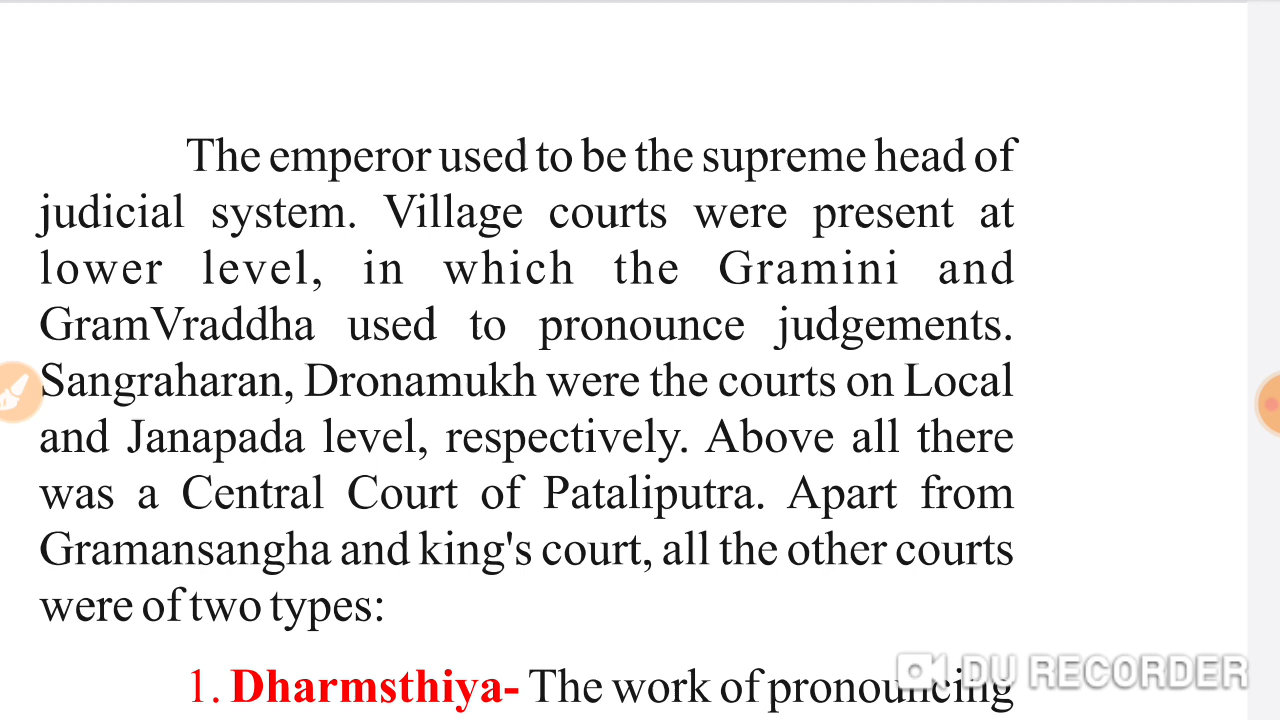 The emperor used to be the supreme head of
judicial system. Village courts were present at
lower level, in which the Gramini and
GramVraddha used to pronounce judgements.
Sangraharan, Dronamukh were the courts on Local
and Janapada level, respectively. Above all there
was a Central Court of Pataliputra. Apart from
Gramansangha and king's court, all the other courts
were of two types:
1. Dharmsthiya- The work of pronouncing
DU RECORDER